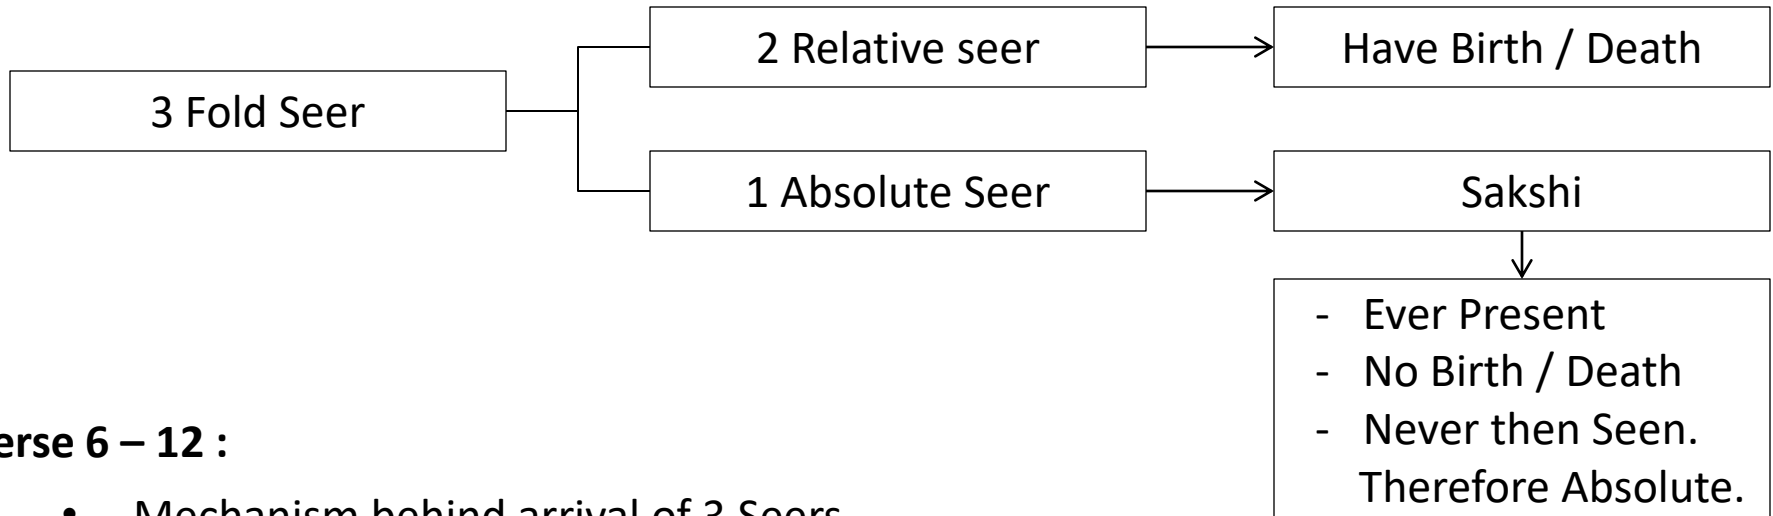 2 Relative seer
Have Birth / Death
3 Fold Seer
1 Absolute Seer
Sakshi
- Ever Present
- No Birth / Death
- Never then Seen.
Therefore Absolute.
erse 6 – 12 :
• Mechanism behind arrival of 3 Seers